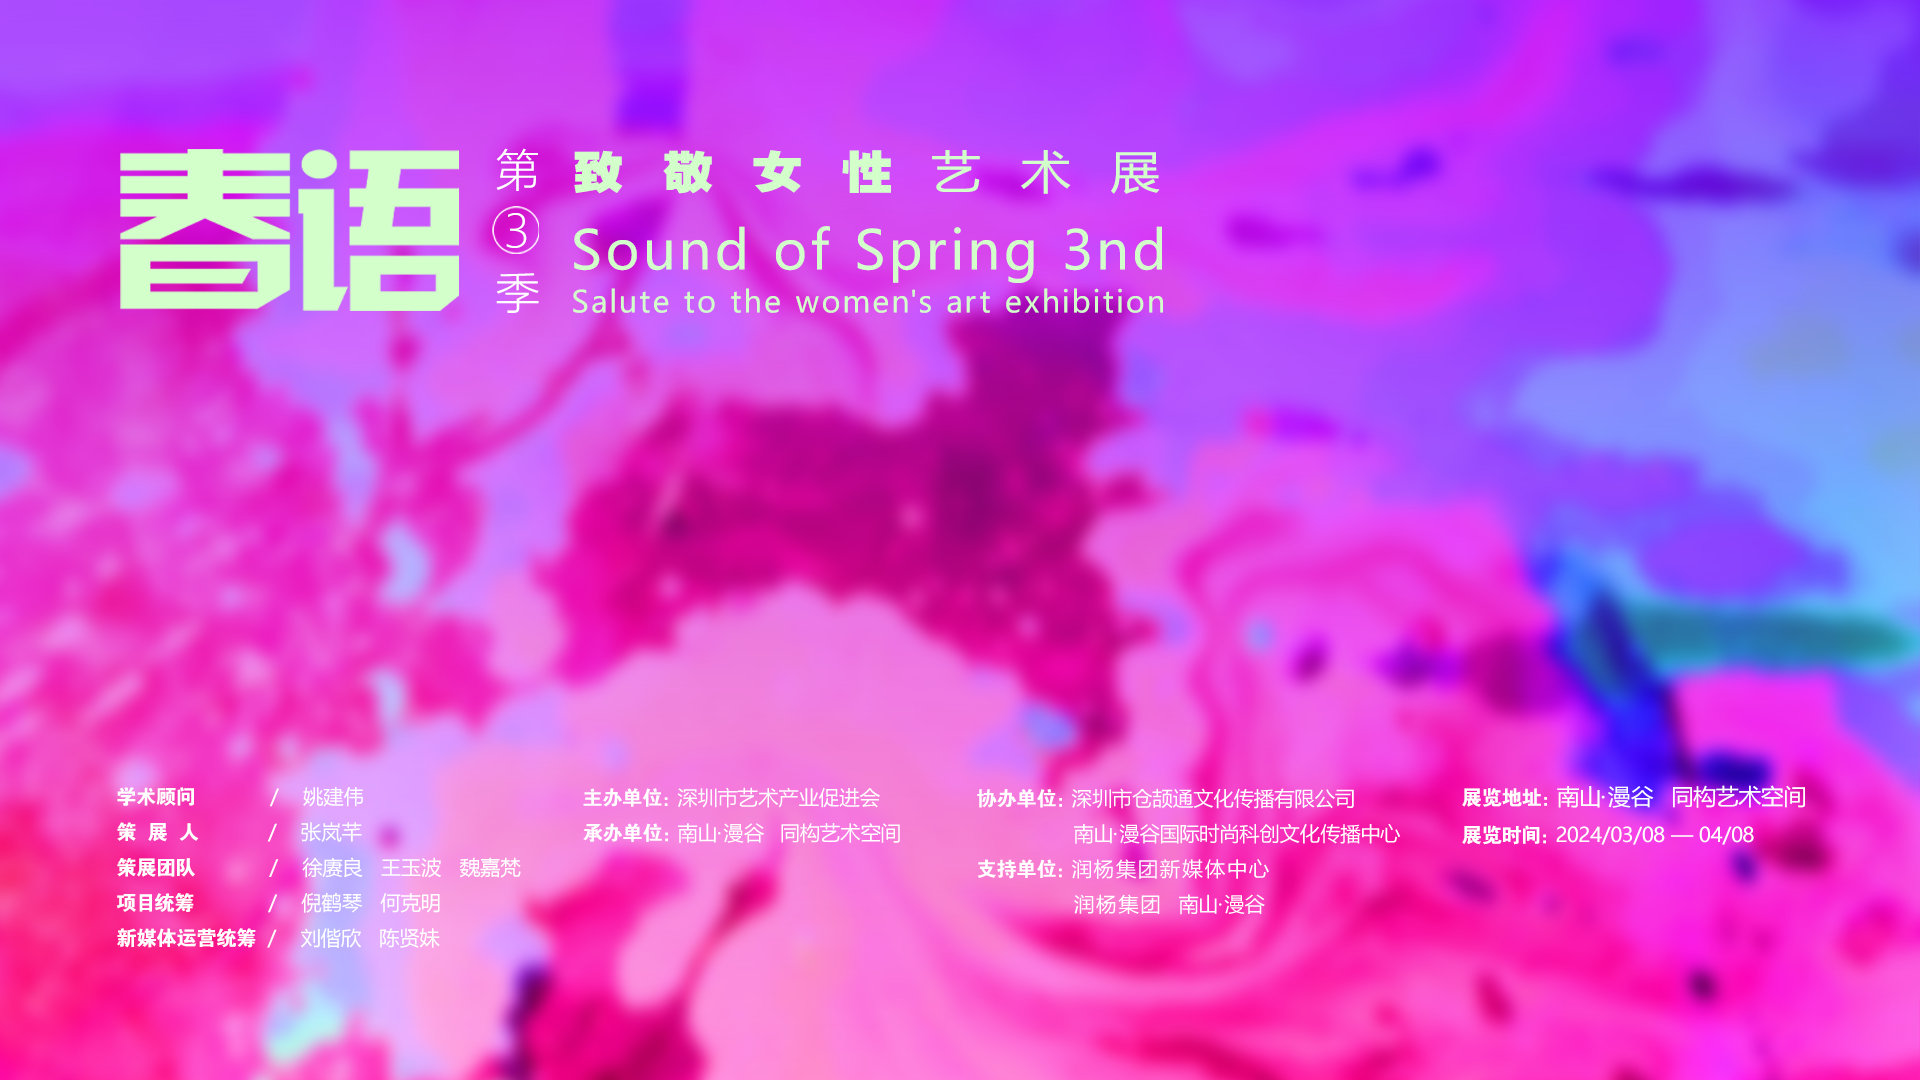 春语
第③季
致敬女性艺术展
Sound of Spring 3nd
Salute to the women's art exhibition
学术顾问 / 姚建伟
策展人 / 张岚芊
策展团队 / 徐赓良 王玉波 魏嘉梵
项目统筹 / 倪鹤琴 何克明
新媒体运营统筹 / 刘偕欣 陈贤妹
主办单位: 深圳市艺术产业促进会
承办单位: 南山·漫谷 同构艺术空间
协办单位: 深圳市仓颉通文化传播有限公司
南山·漫谷国际时尚科创文化传播中心
支持单位: 润杨集团新媒体中心
润杨集团 南山·漫谷
展览地址: 南山·漫谷 同构艺术空间
展览时间: 2024/03/08 — 04/08